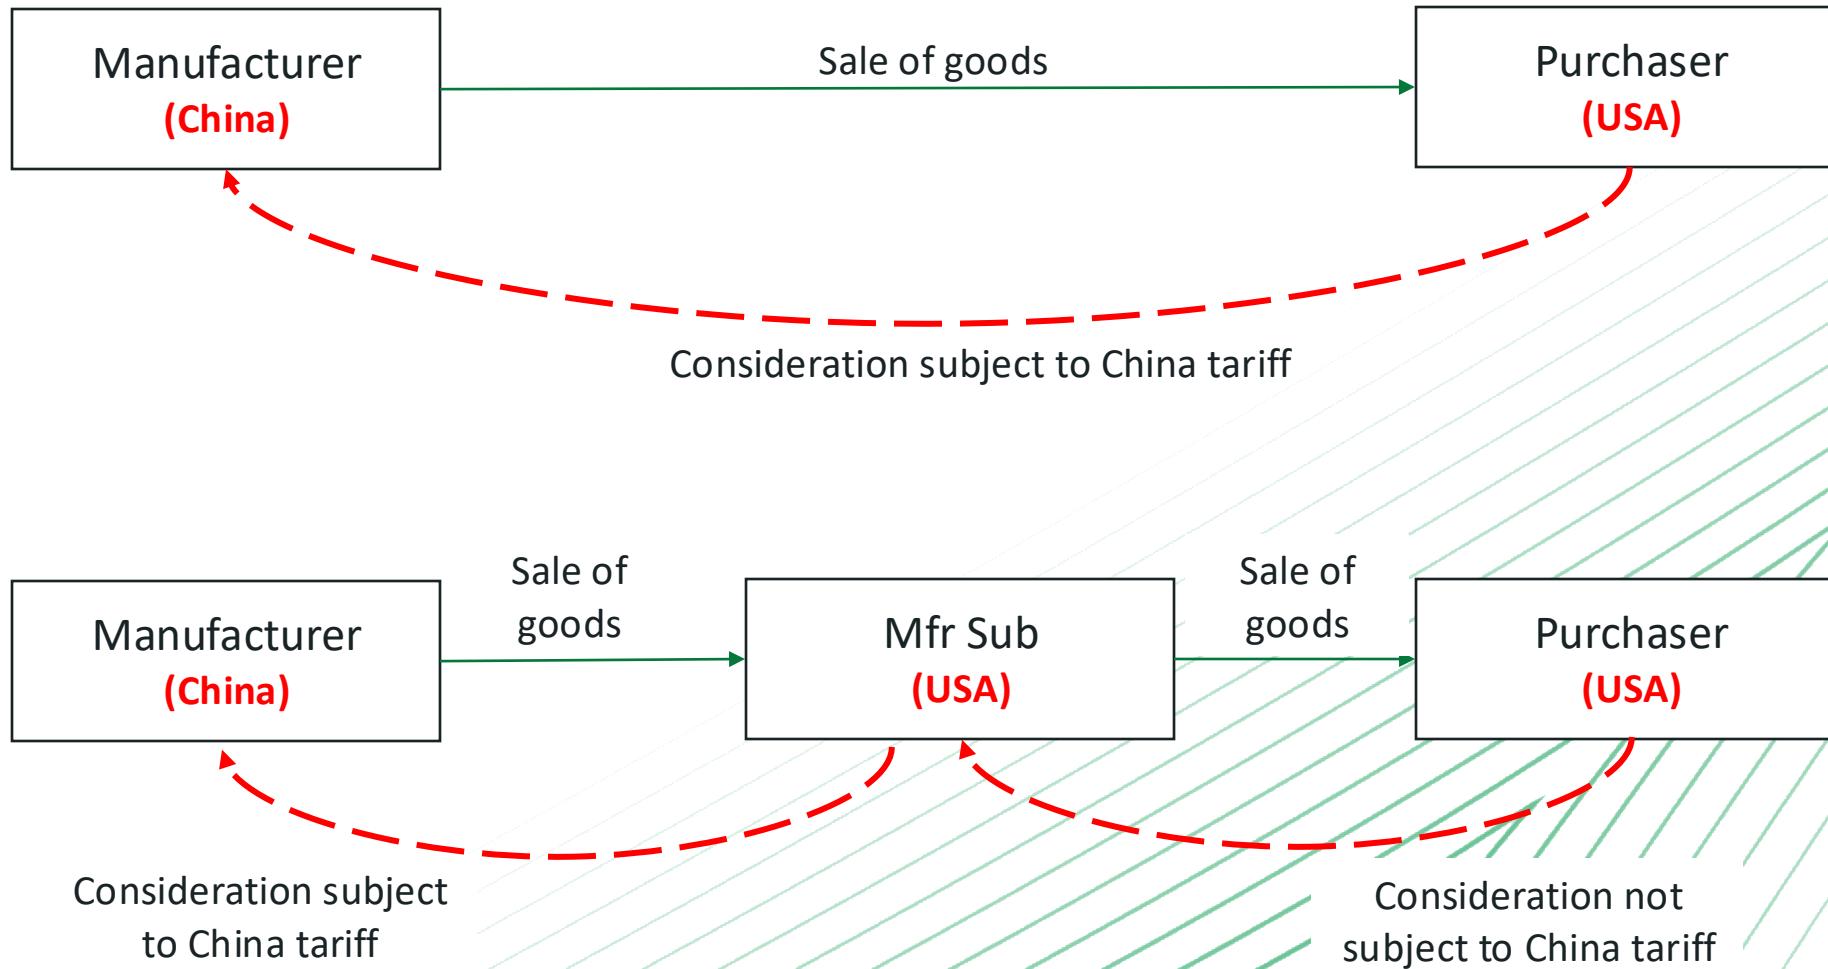 Manufacturer
(China)
Sale of goods
Purchaser
(USA)
Consideration subject to China tariff
Manufacturer
(China)
Sale of
goods
Mfr Sub
(USA)
Sale of
goods
Purchaser
(USA)
Consideration subject
to China tariff
Consideration not
subject to China tariff